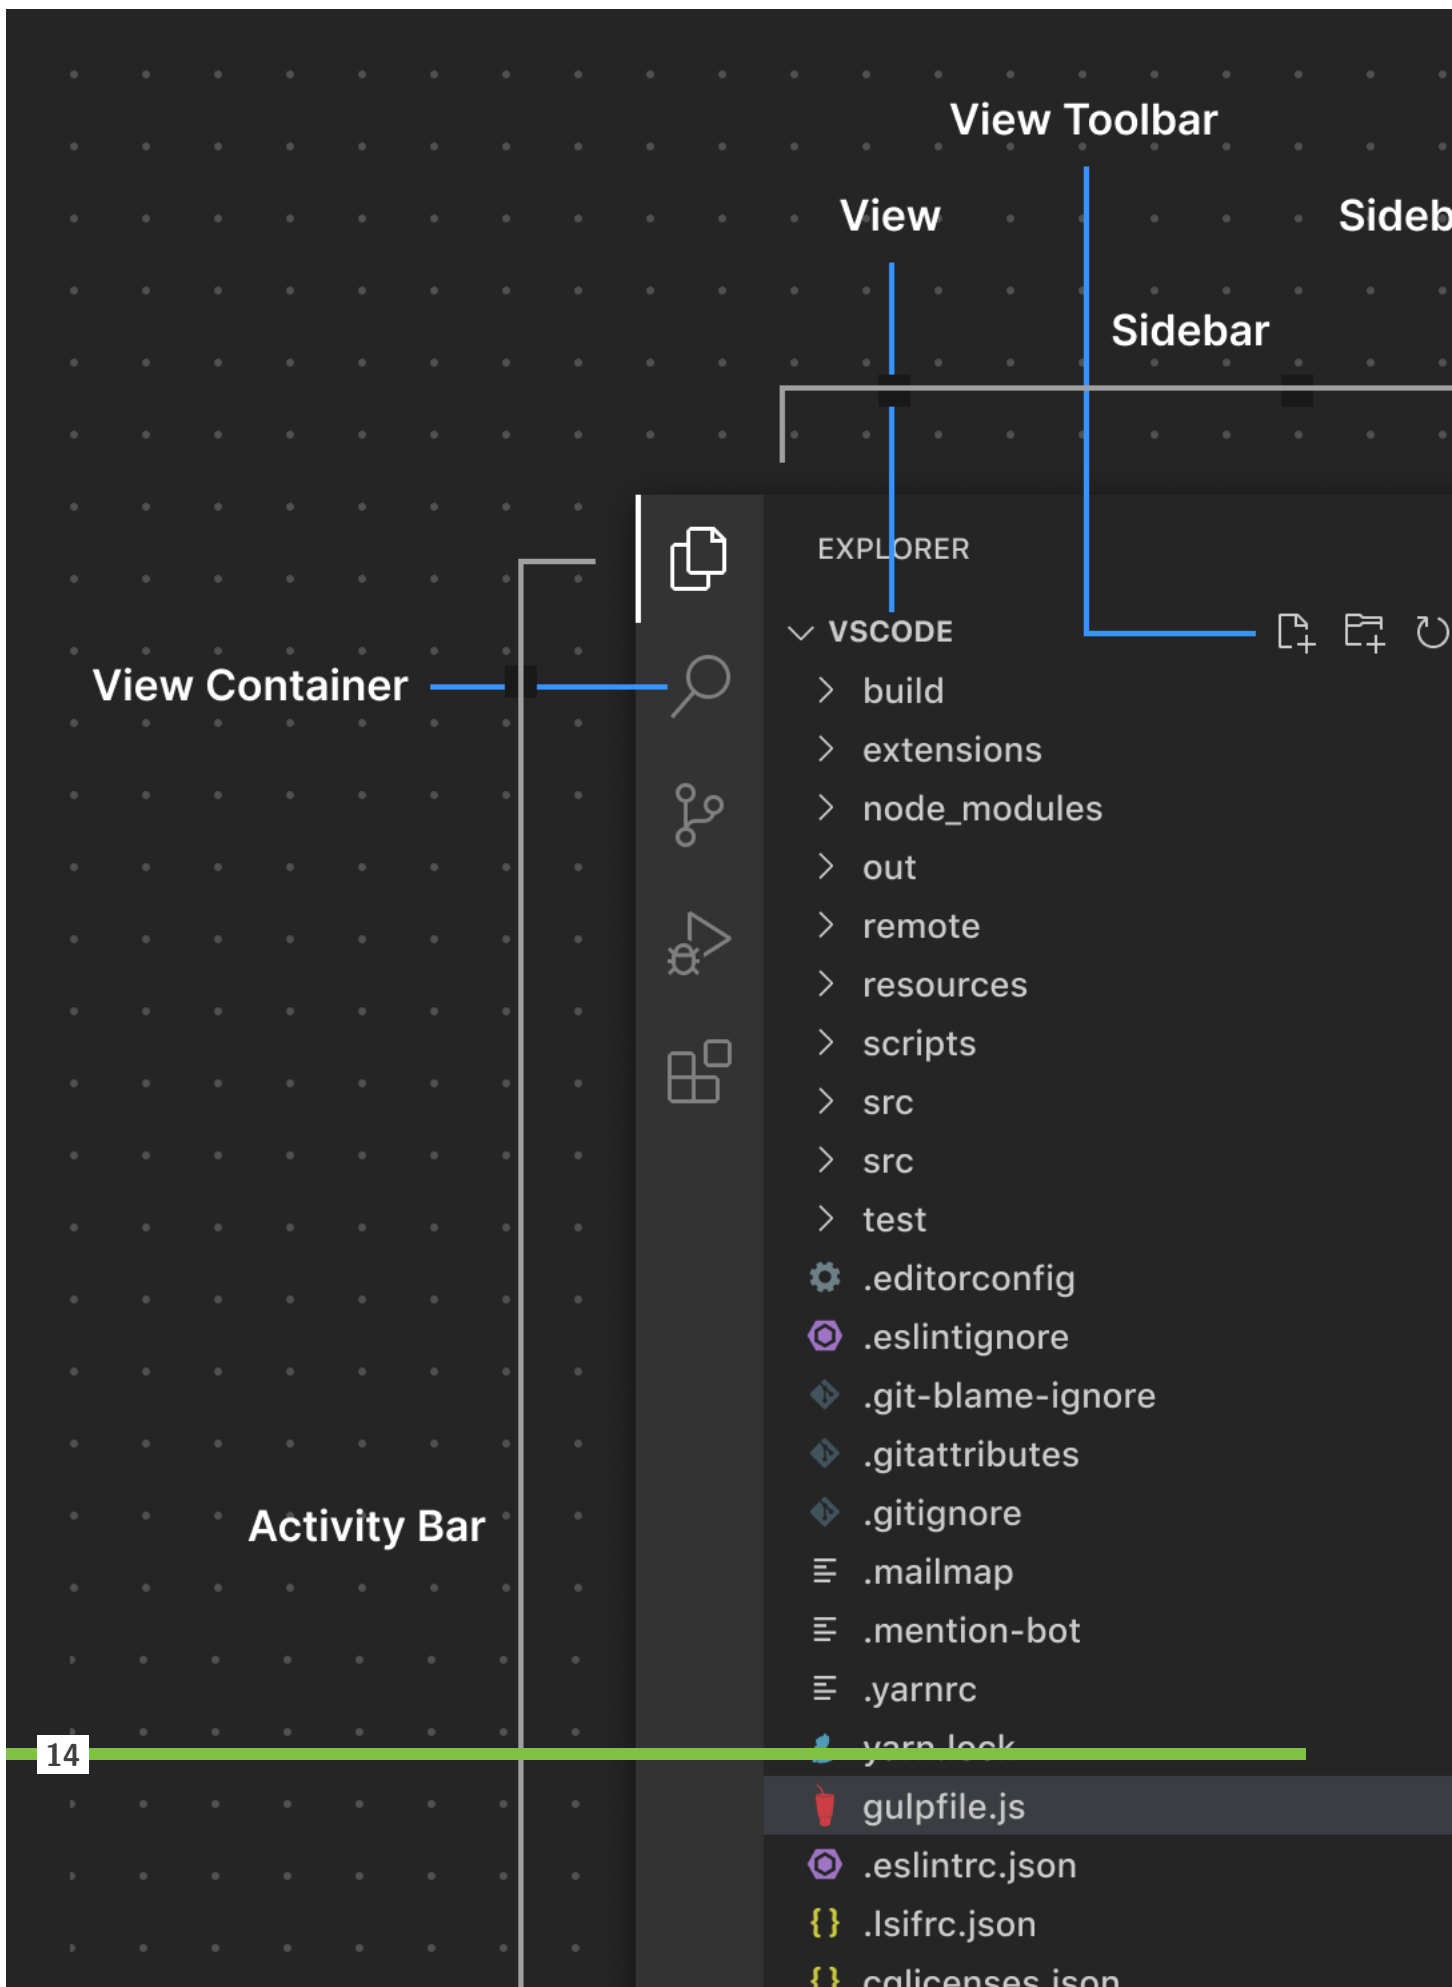 View Toolbar
View
Sideb
Sidebar
EXPLORER
VSCODE
View Container
build
extensions
node_modules
out
remote
resources
scripts
src
src
test
.editorconfig
.eslintignore
.git-blame-ignore
.gitattributes
.gitignore
Activity Bar
.mailmap
.mention-bot
.yarnrc
yarn.lock
14
gulpfile.js
.eslintrc.json
.lsifrc.json
cglicenses.json